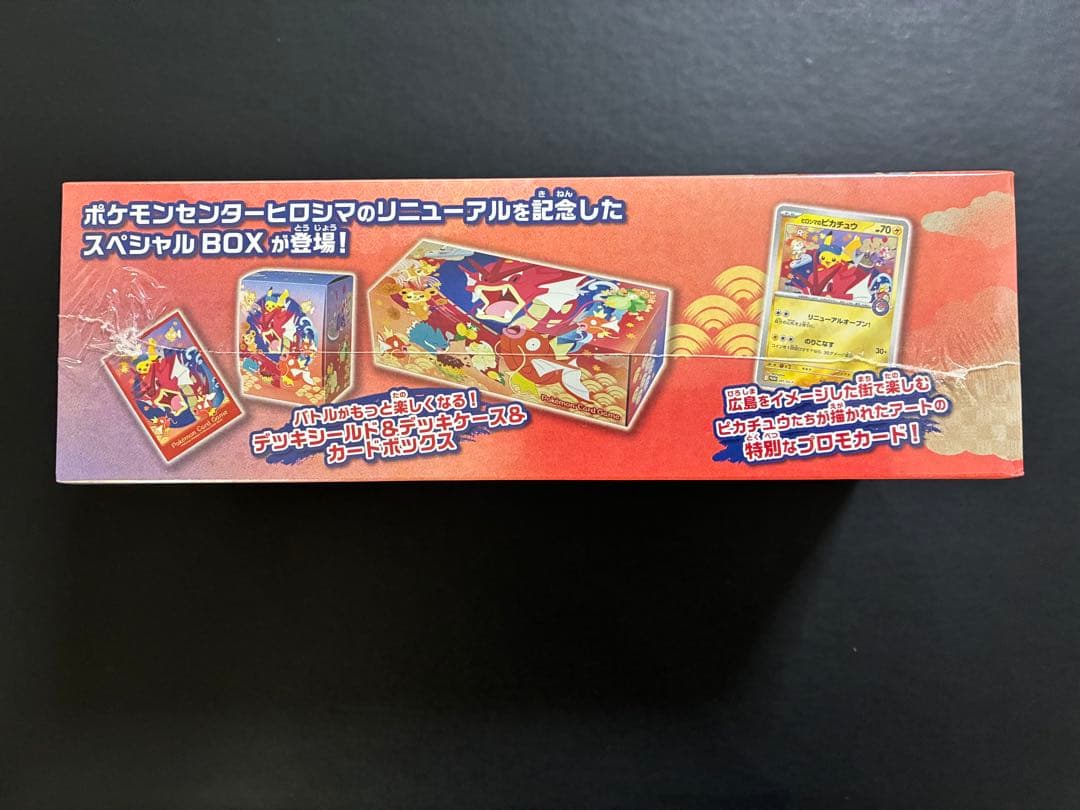 ポケモンセンターヒロシマのリニューアルを記念した
スペシャルBOXが登場!
バトルがもっと楽しくなる!
デッキシールド&デッキケース&
カードボックス
Pokémon Card Game
Pokémon Card Game
ヒロシマのピカチュウ
HP70
リニューアルオープン!
のりこなす
30+
広島をイメージした街で楽しむ
ピカチュウたちが描かれたアートの
特別なプロモカード!